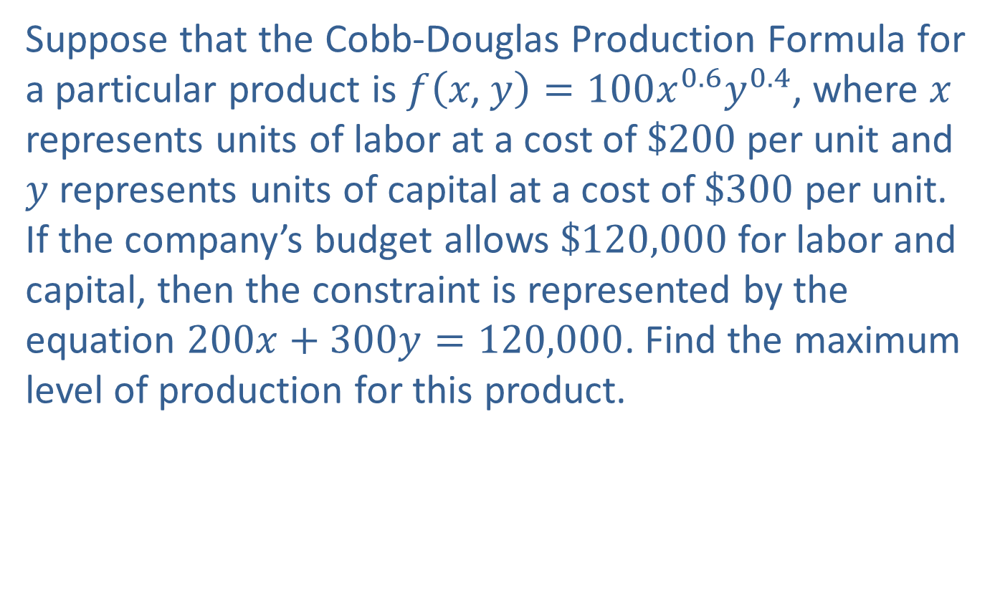 Suppose that the Cobb-Douglas Production Formula for
a particular product is 𝑓(𝑥, 𝑦) = 100𝑥^0.6 𝑦^0.4, where 𝑥
represents units of labor at a cost of $200 per unit and
𝑦 represents units of capital at a cost of $300 per unit.
If the company’s budget allows $120,000 for labor and
capital, then the constraint is represented by the
equation 200𝑥 + 300𝑦 = 120,000. Find the maximum
level of production for this product.